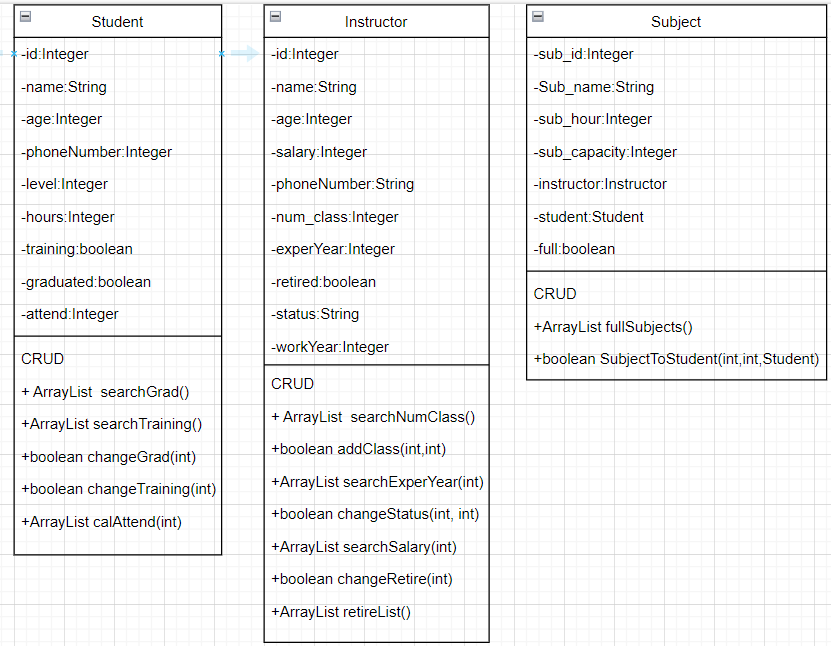 Student
-id:Integer
-name:String
-age:Integer
-phoneNumber:Integer
-level:Integer
-hours:Integer
-training:boolean
-graduated:boolean
-attend:Integer
CRUD
+ ArrayList  searchGrad()
+ArrayList searchTraining()
+boolean changeGrad(int)
+boolean changeTraining(int)
+ArrayList calAttend(int)
Instructor
-id:Integer
-name:String
-age:Integer
-salary:Integer
-phoneNumber:String
-num_class:Integer
-experYear:Integer
-retired:boolean
-status:String
-workYear:Integer
CRUD
+ ArrayList  searchNumClass()
+boolean addClass(int,int)
+ArrayList searchExperYear(int)
+boolean changeStatus(int, int)
+ArrayList searchSalary(int)
+boolean changeRetire(int)
+ArrayList retireList()
Subject
-sub_id:Integer
-Sub_name:String
-sub_hour:Integer
-sub_capacity:Integer
-instructor:Instructor
-student:Student
-full:boolean
CRUD
+ArrayList fullSubjects()
+boolean SubjectToStudent(int,int,Student)